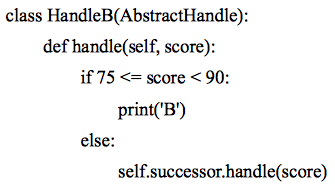 class HandleB(AbstractHandle):
    def handle(self, score):
        if 75 <= score < 90:
            print('B')
        else:
            self.successor.handle(score)